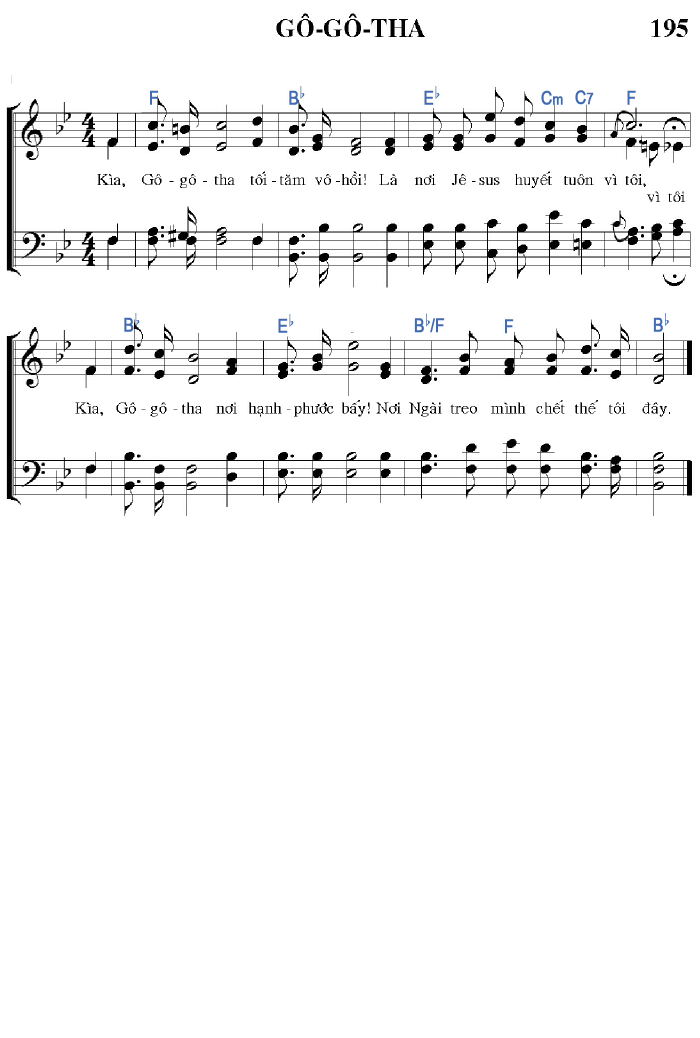 GÔ-GÔ-THA 195
F B♭ E♭ Cm C7 F
Kìa, Gô - gô - tha tối - tăm vô - hồi! Là nơi Jê - sus huyết tuôn vì tôi,
vì tôi
B♭ E♭ B♭/F F B♭
Kìa, Gô - gô - tha nơi hạnh - phước bấy! Nơi Ngài treo mình chết thế tôi đây.